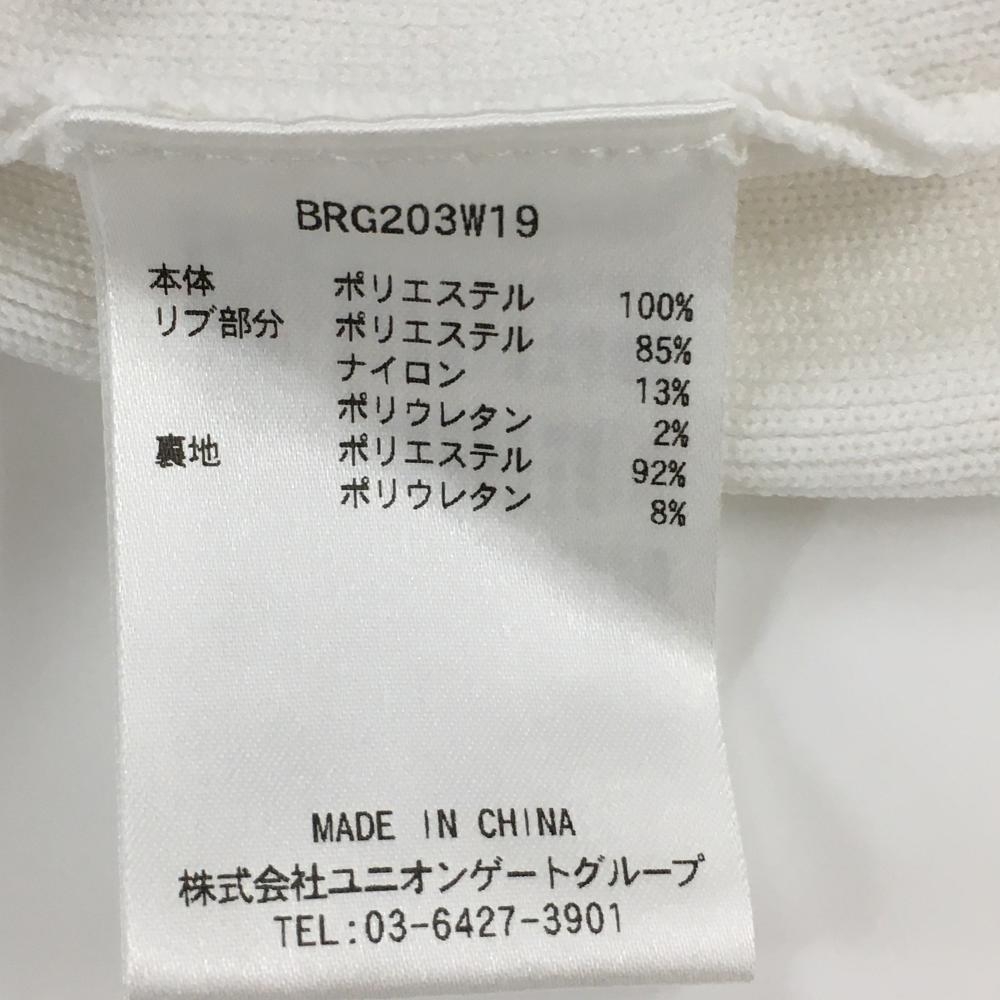 BRG203W19
本体 ポリエステル 100%
リブ部分 ポリエステル 85%
ナイロン 13%
ポリウレタン 2%
裏地 ポリエステル 92%
ポリウレタン 8%
MADE IN CHINA
株式会社ユニオンゲートグループ
TEL:03-6427-3901